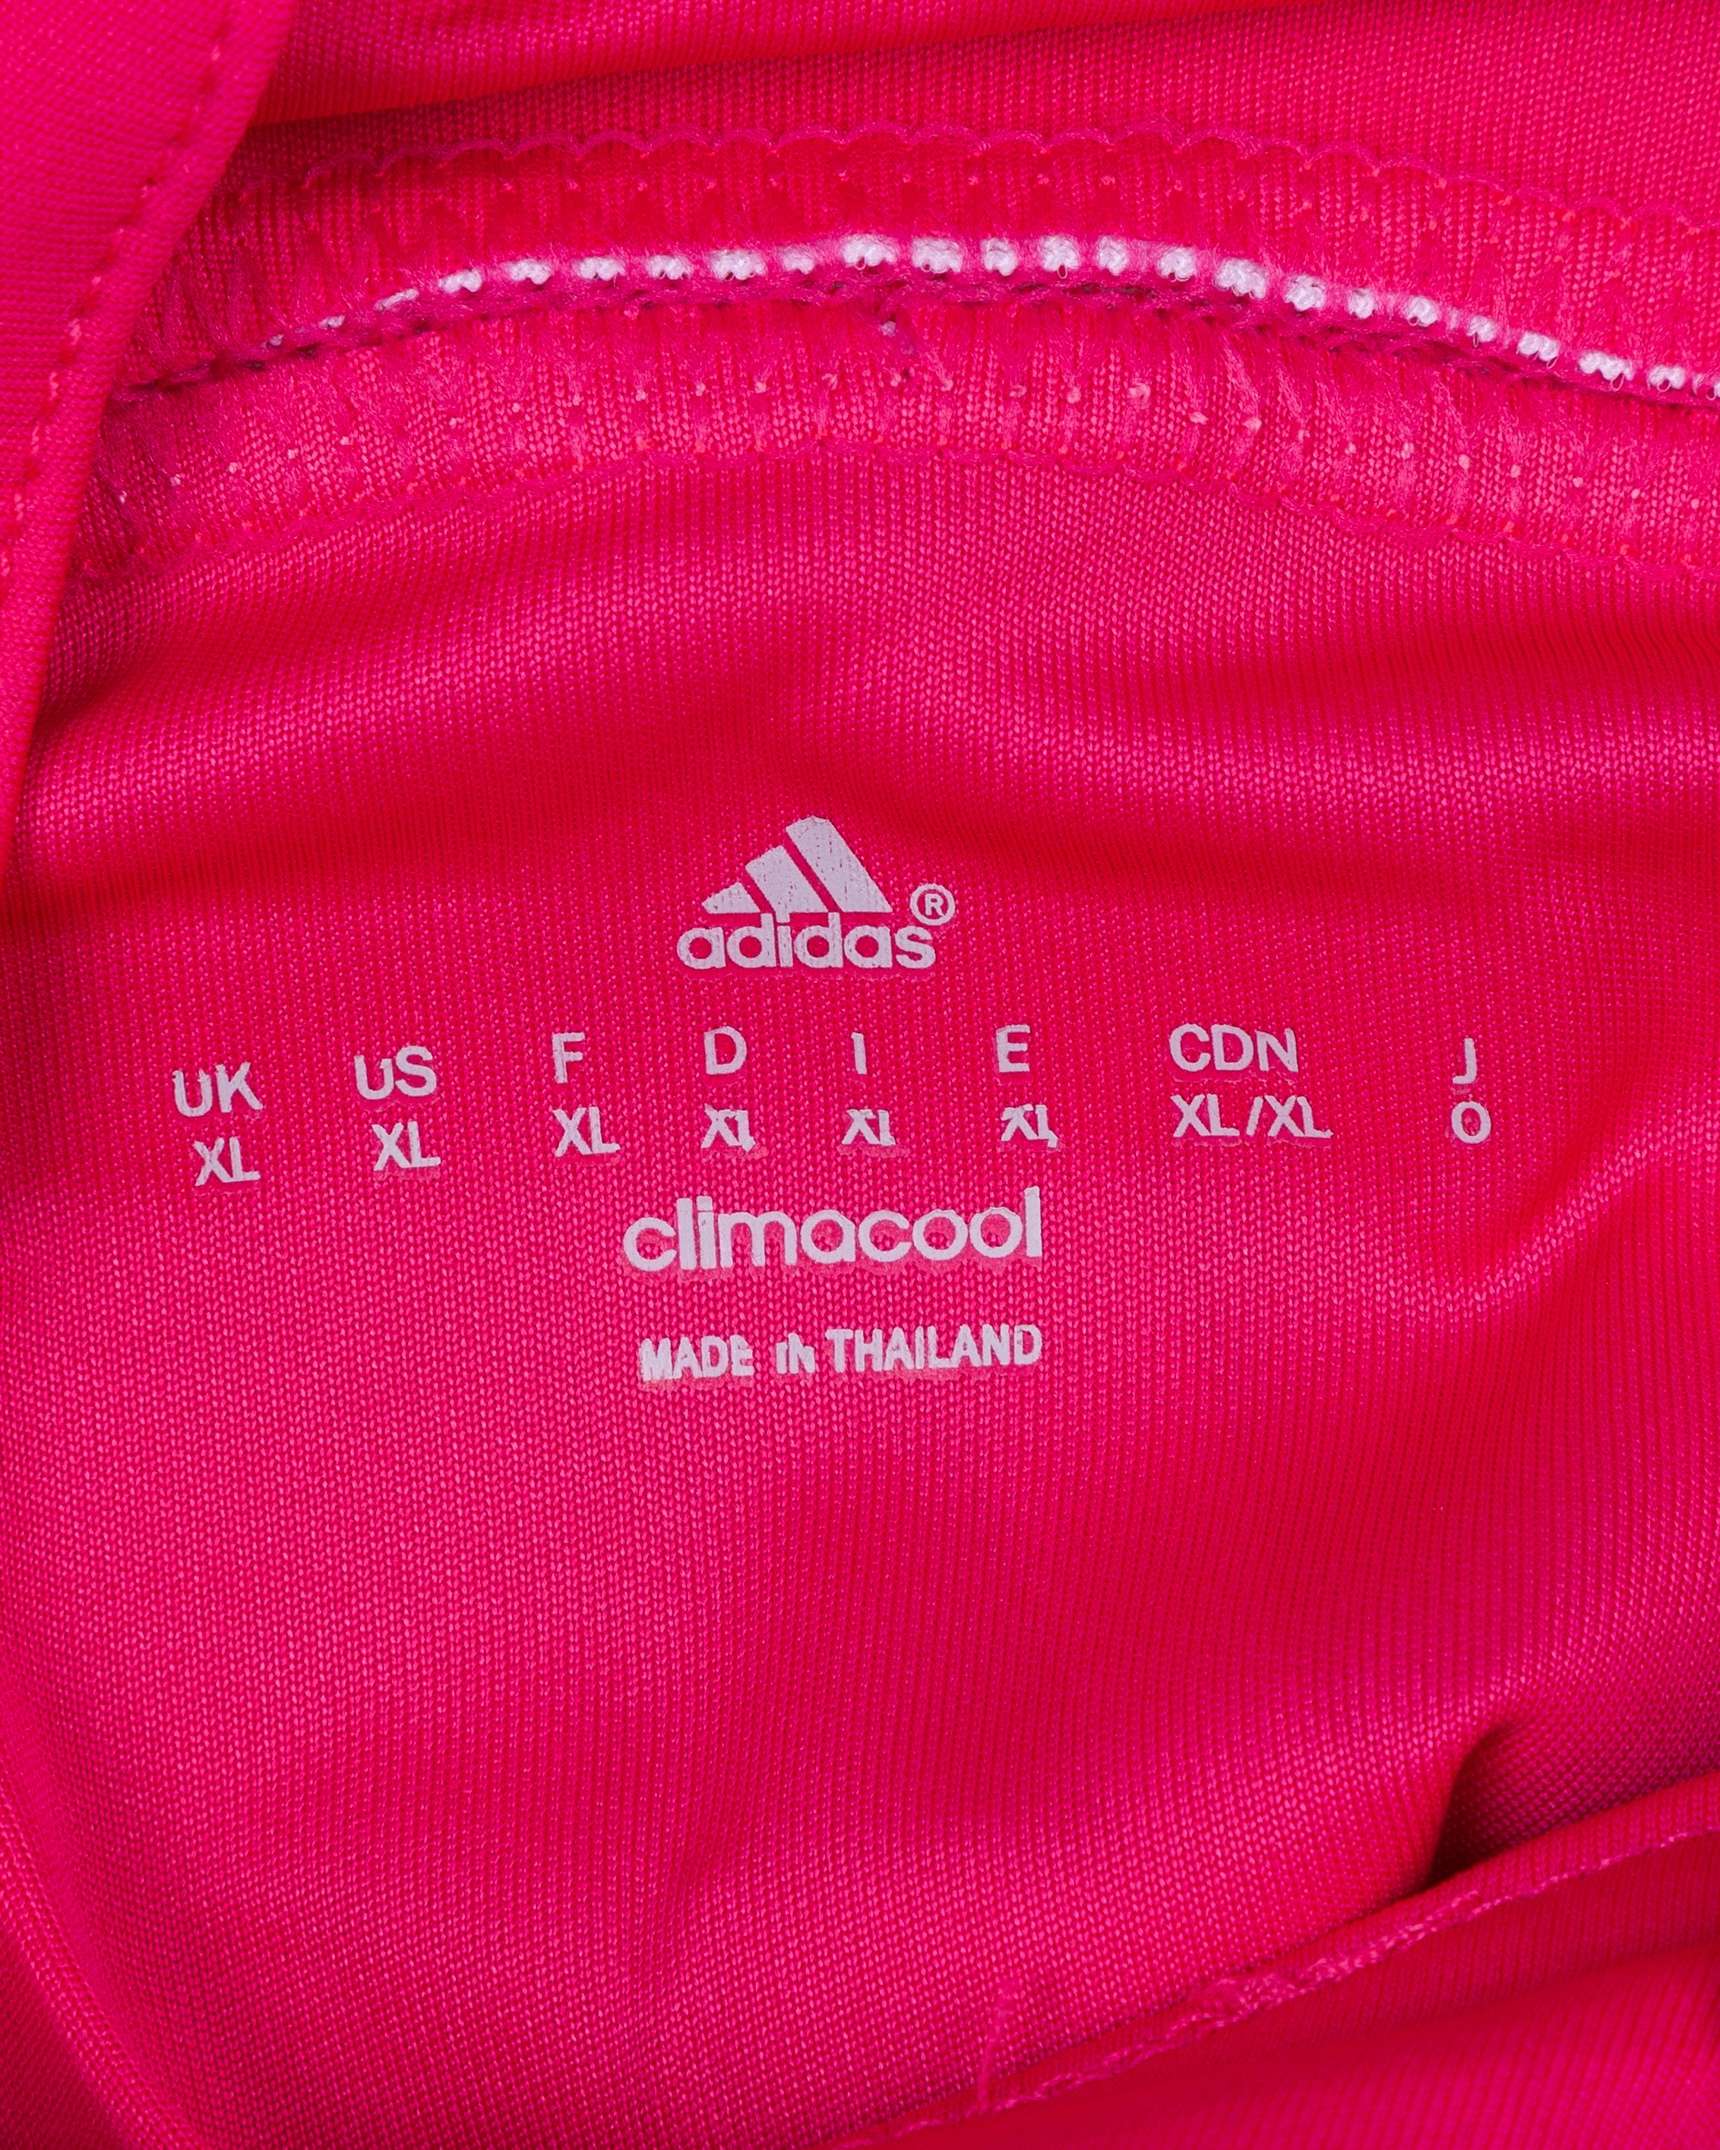 adidas®
UK US F D I E CDN J
XL XL XL XL XL XL XL/XL O
climacool
MADE in THAILAND